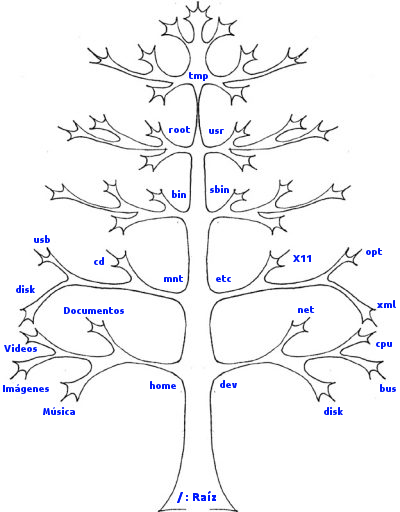 tmp
root
usr
bin
sbin
usb
cd
X11
opt
mnt
etc
disk
xml
Documentos
net
Videos
cpu
Imágenes
home
dev
bus
Música
disk
/: Raíz